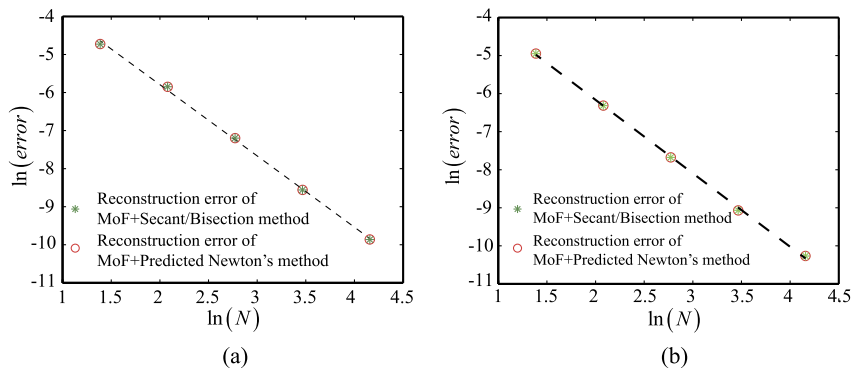 -4
-5
-6
-7
-8
-9
-10
-11
ln(error)
Reconstruction error of
MoF+Secant/Bisection method
Reconstruction error of
MoF+Predicted Newton's method
1 1.5 2 2.5 3 3.5 4 4.5
ln(N)
(a)
-4
-5
-6
-7
-8
-9
-10
-11
ln(error)
Reconstruction error of
MoF+Secant/Bisection method
Reconstruction error of
MoF+Predicted Newton's method
1 1.5 2 2.5 3 3.5 4 4.5
ln(N)
(b)